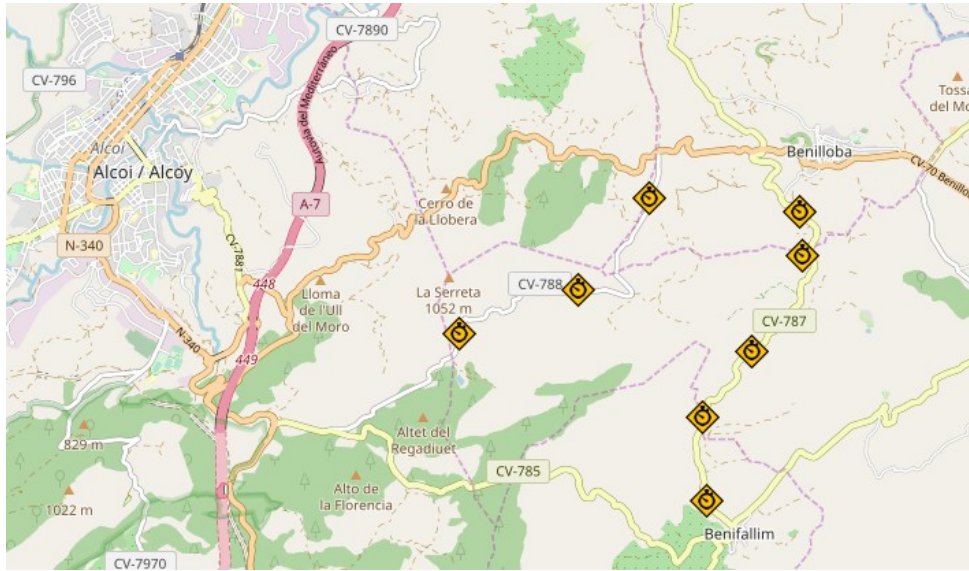 CV-7890
CV-796
Autovía del Mediterráneo
Tossa
del Mo
Alcoi
Alcoi / Alcoy
Benilloba
CV-70 Benillo
A-7
Cerro de
la Llobera
N-340
CV-7881
448
Lloma
de l'Ull
del Moro
La Serreta
1052 m
CV-788
CV-787
N-340
449
829 m
Altet del
Regadiuet
CV-785
1022 m
Alto de
la Florencia
Benifallim
CV-7970